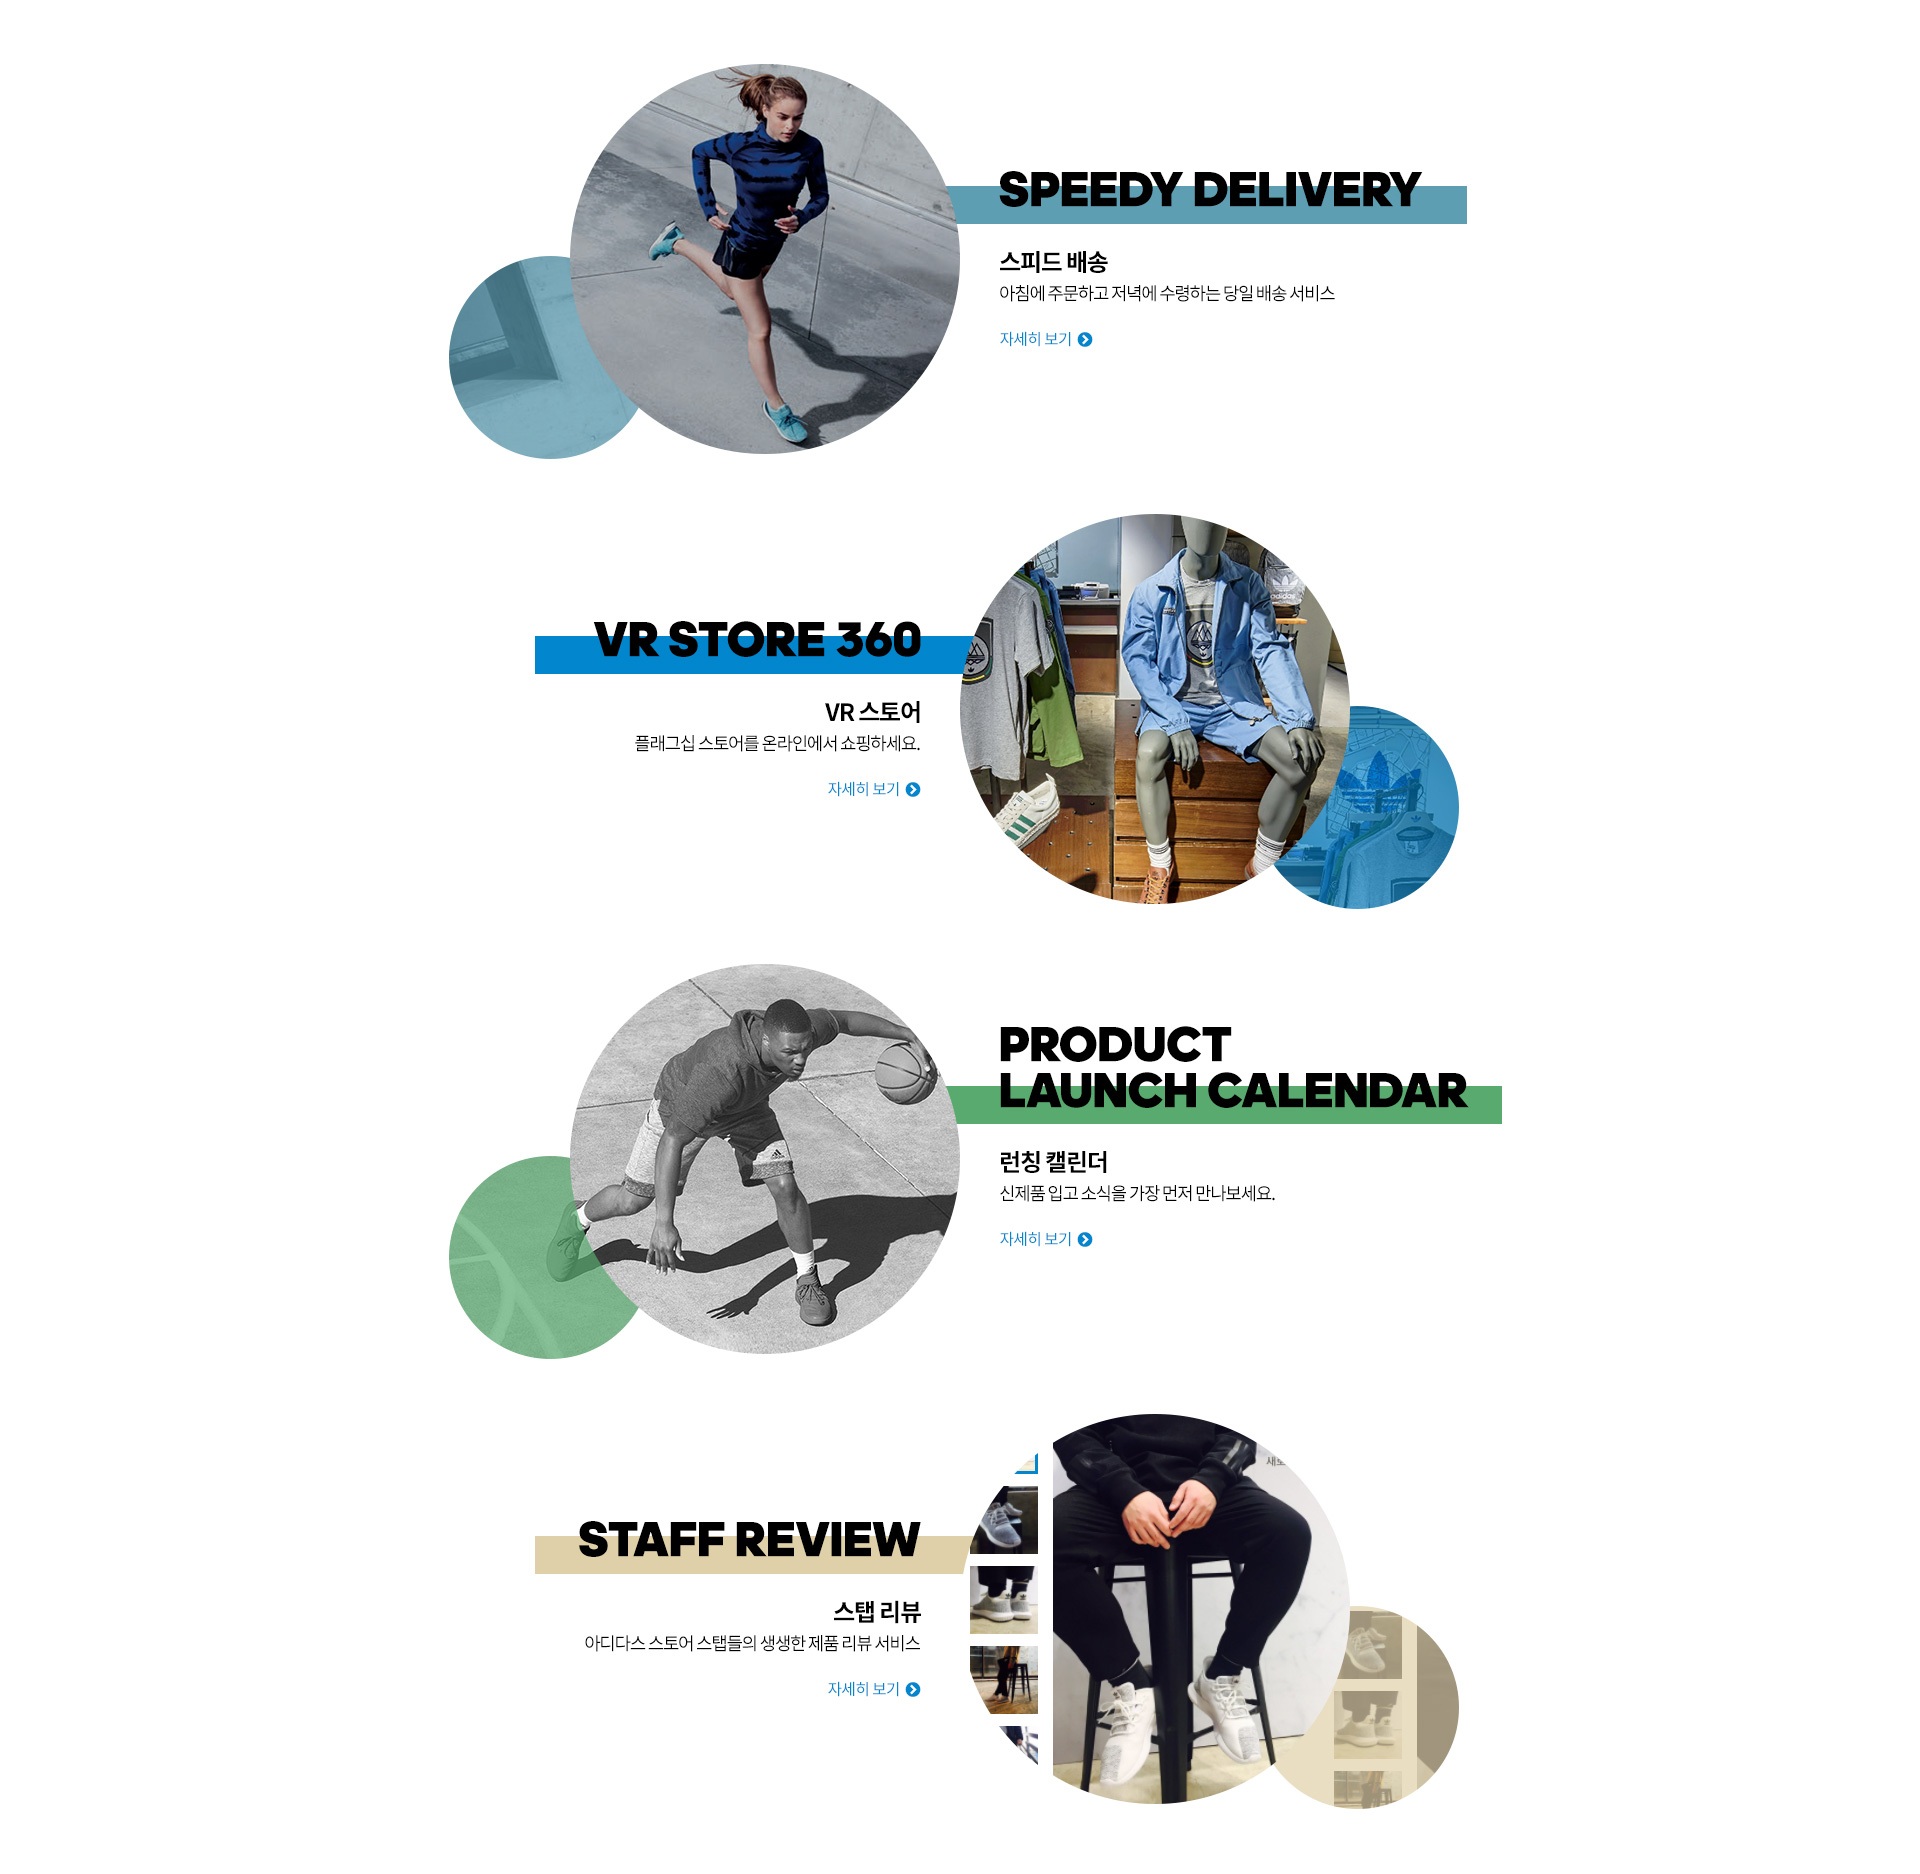 SPEEDY DELIVERY
스피드 배송
아침에 주문하고 저녁에 수령하는 당일 배송 서비스
자세히 보기
adidas
VR STORE 360
VR 스토어
플래그십 스토어를 온라인에서 쇼핑하세요.
자세히 보기
PRODUCT
LAUNCH CALENDAR
런칭 캘린더
신제품 입고 소식을 가장 먼저 만나보세요.
자세히 보기
STAFF REVIEW
스탭 리뷰
아디다스 스토어 스탭들의 생생한 제품 리뷰 서비스
자세히 보기